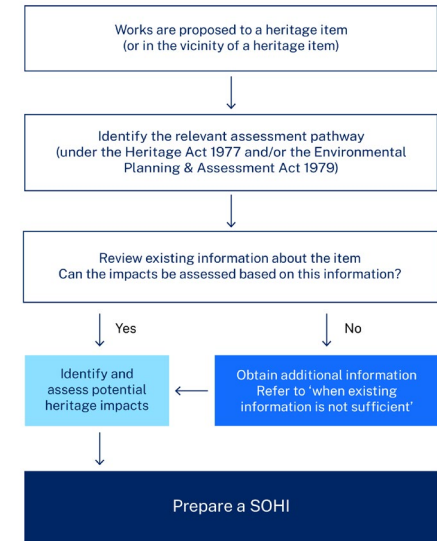 Works are proposed to a heritage item
(or in the vicinity of a heritage item)
Identify the relevant assessment pathway
(under the Heritage Act 1977 and/or the Environmental
Planning & Assessment Act 1979)
Review existing information about the item
Can the impacts be assessed based on this information?
Yes
No
Identify and
assess potential
heritage impacts
Obtain additional information
Refer to ‘when existing
information is not sufficient’
Prepare a SOHI